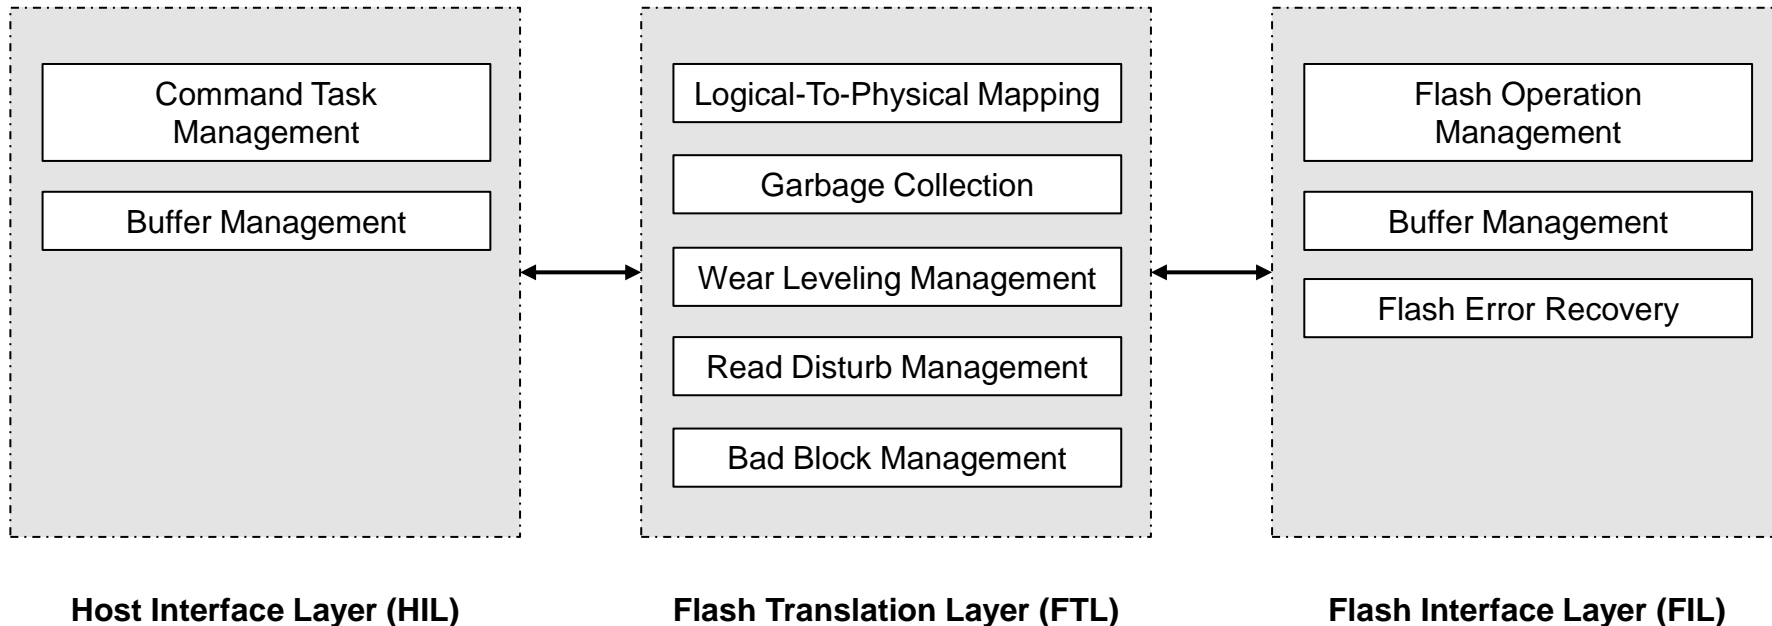 Command Task
Management
Buffer Management
Logical-To-Physical Mapping
Garbage Collection
Wear Leveling Management
Read Disturb Management
Bad Block Management
Flash Operation
Management
Buffer Management
Flash Error Recovery
Host Interface Layer (HIL)
Flash Translation Layer (FTL)
Flash Interface Layer (FIL)